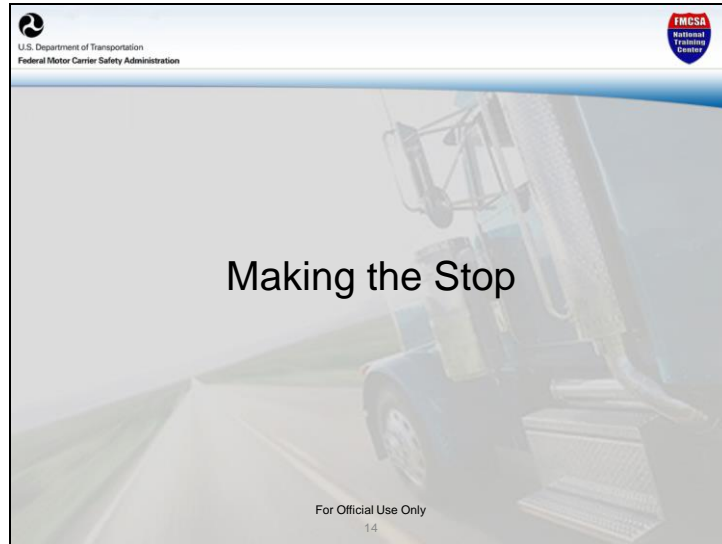 U.S. Department of Transportation
Federal Motor Carrier Safety Administration
FMCSA
National
Training
Center
Making the Stop
For Official Use Only
14